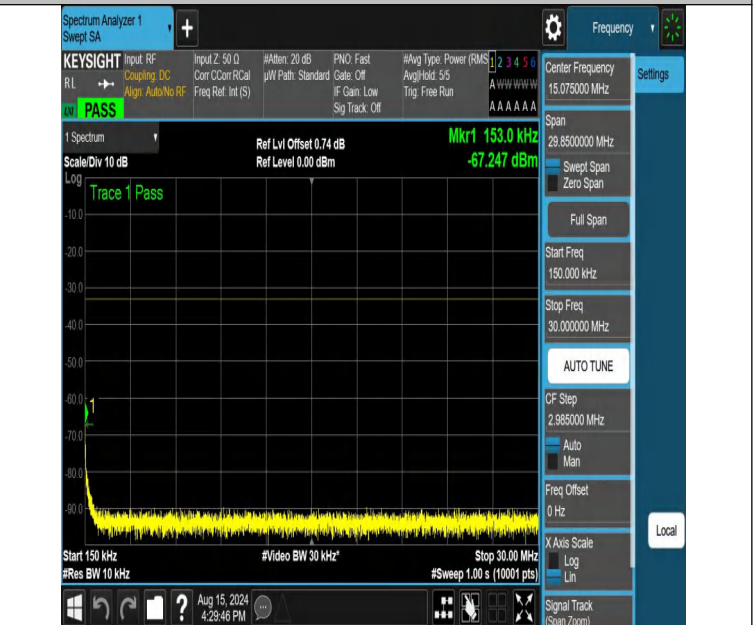 Spectrum Analyzer 1
Swept SA
+
Frequency
KEYSIGHT
RL
PASS
Input: RF
Coupling: DC
Align: Auto/No RF
Input Z: 50 Ω
Corr CCorr RCal
Freq Ref: Int (S)
#Atten: 20 dB
µW Path: Standard
PNO: Fast
Gate: Off
IF Gain: Low
Sig Track: Off
#Avg Type: Power (RMS
Avg|Hold: 5/5
Trig: Free Run
1 2 3 4 5 6
A W W W W W
A A A A A A
1 Spectrum
Scale/Div 10 dB
Ref Lvl Offset 0.74 dB
Ref Level 0.00 dBm
Mkr1 153.0 kHz
-67.247 dBm
Log
Trace 1 Pass
-10.0
-20.0
-30.0
-40.0
-50.0
-60.0
1
-70.0
-80.0
-90.0
Start 150 kHz
#Video BW 30 kHz*
Stop 30.00 MHz
#Res BW 10 kHz
#Sweep 1.00 s (10001 pts)
?
Aug 15, 2024
4:29:46 PM
Center Frequency
15.075000 MHz
Settings
Span
29.8500000 MHz
Swept Span
Zero Span
Full Span
Start Freq
150.000 kHz
Stop Freq
30.000000 MHz
AUTO TUNE
CF Step
2.985000 MHz
Auto
Man
Freq Offset
0 Hz
X Axis Scale
Log
Lin
Local
Signal Track
(Span Zoom)